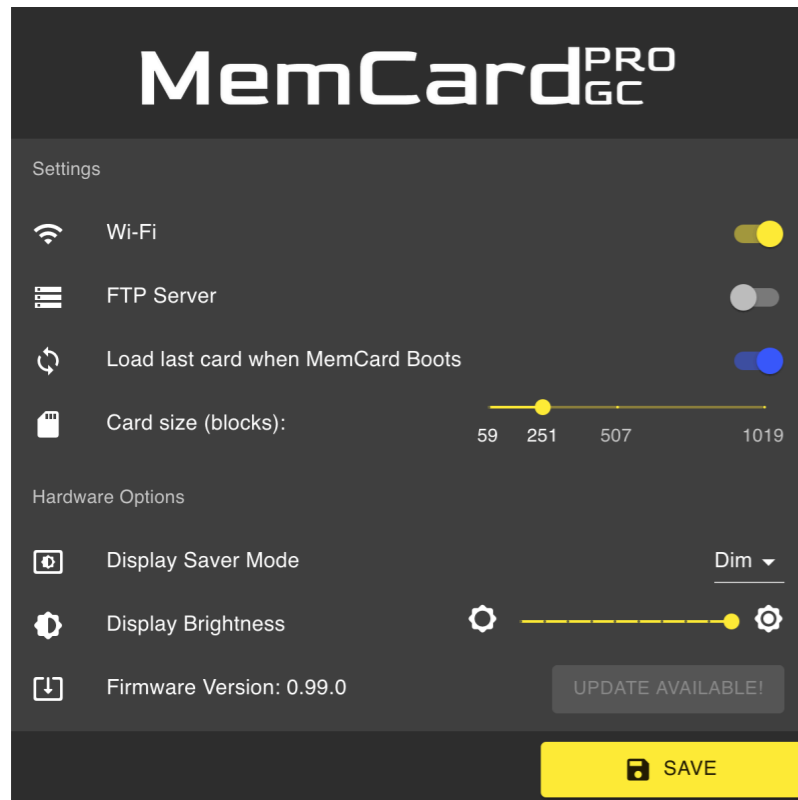 MemCard PRO GC
Settings
Wi-Fi
FTP Server
Load last card when MemCard Boots
Card size (blocks):
59 251 507 1019
Hardware Options
Display Saver Mode Dim
Display Brightness
Firmware Version: 0.99.0 UPDATE AVAILABLE!
SAVE